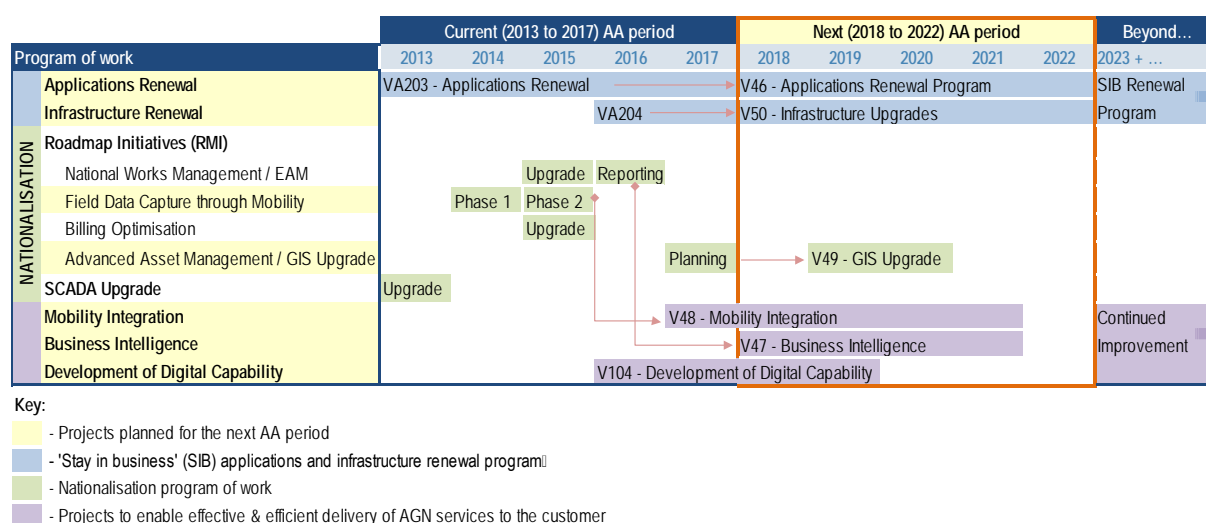 Current (2013 to 2017) AA period Next (2018 to 2022) AA period Beyond…
Program of work 2013 2014 2015 2016 2017 2018 2019 2020 2021 2022 2023 + …
Applications Renewal VA203 - Applications Renewal V46 - Applications Renewal Program SIB Renewal
Infrastructure Renewal VA204 V50 - Infrastructure Upgrades Program
NATIONALISATION
Roadmap Initiatives (RMI)
National Works Management / EAM Upgrade Reporting
Field Data Capture through Mobility Phase 1 Phase 2
Billing Optimisation Upgrade
Advanced Asset Management / GIS Upgrade Planning V49 - GIS Upgrade
SCADA Upgrade Upgrade
Mobility Integration V48 - Mobility Integration Continued
Business Intelligence V47 - Business Intelligence Improvement
Development of Digital Capability V104 - Development of Digital Capability
Key:
- Projects planned for the next AA period
- 'Stay in business' (SIB) applications and infrastructure renewal program
- Nationalisation program of work
- Projects to enable effective & efficient delivery of AGN services to the customer